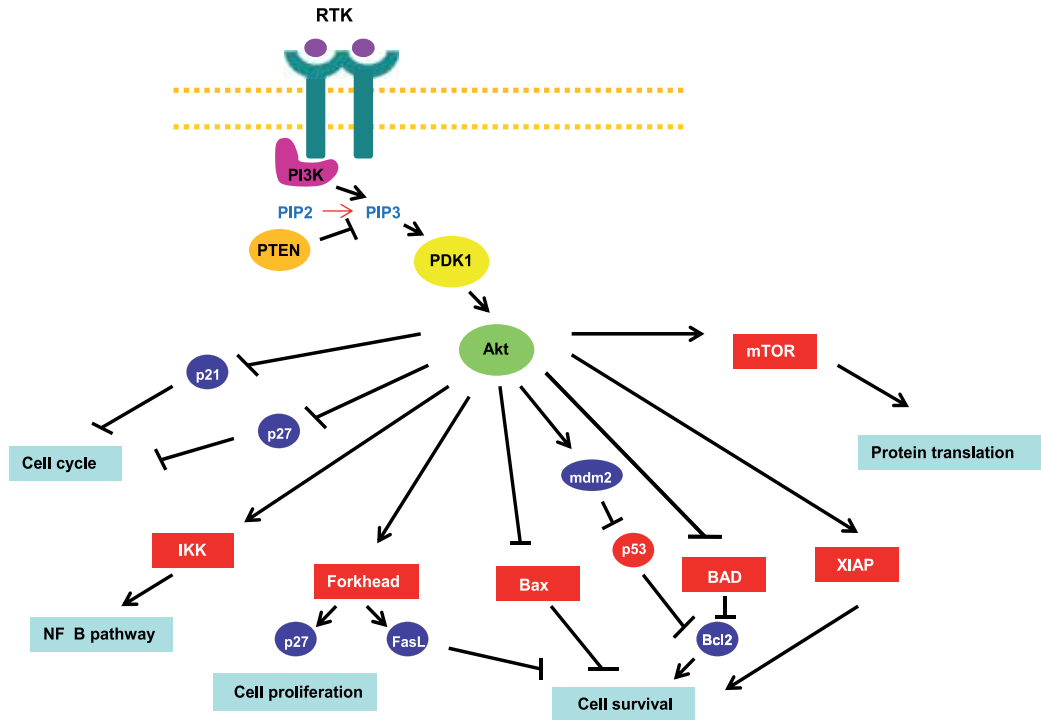 RTK
PI3K
PIP2
PIP3
PTEN
PDK1
Akt
mTOR
p21
p27
Cell cycle
Protein translation
mdm2
IKK
p53
XIAP
Forkhead
Bax
BAD
NF B pathway
p27
FasL
Bcl2
Cell proliferation
Cell survival